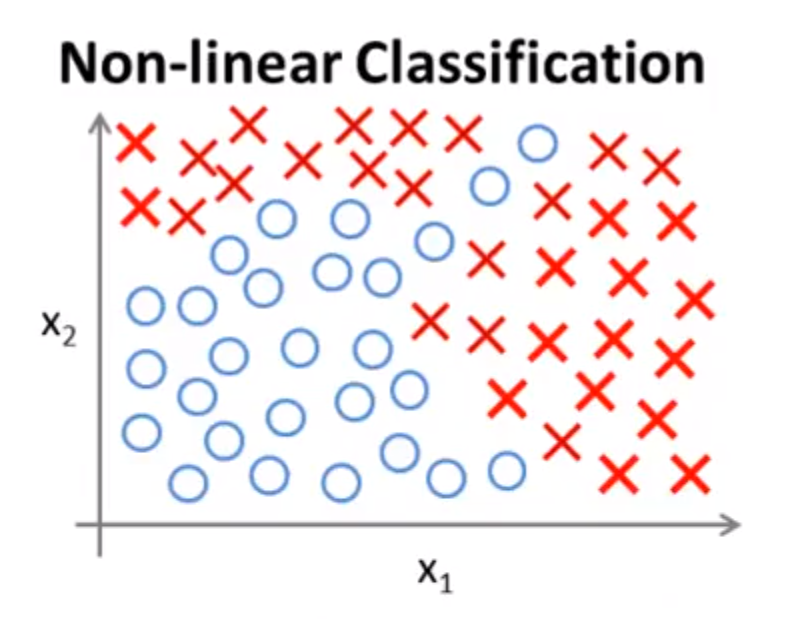 Non-linear Classification
x₂
x₁